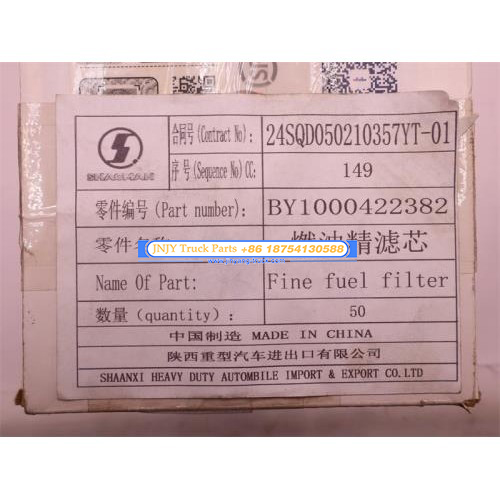 合同号(Contract No): 24SQD050210357YT-01
SHACMAN 序号(Sequence No)CC: 149
零件编号(Part number): BY1000422382
零件名称 燃油精滤芯
JNJY Truck Parts +86 18754130588
Name Of Part: Fine fuel filter
数量(quantity): 50
中国制造 MADE IN CHINA
陕西重型汽车进出口有限公司
SHAANXI HEAVY DUTY AUTOMBILE IMPORT & EXPORT CO.LTD